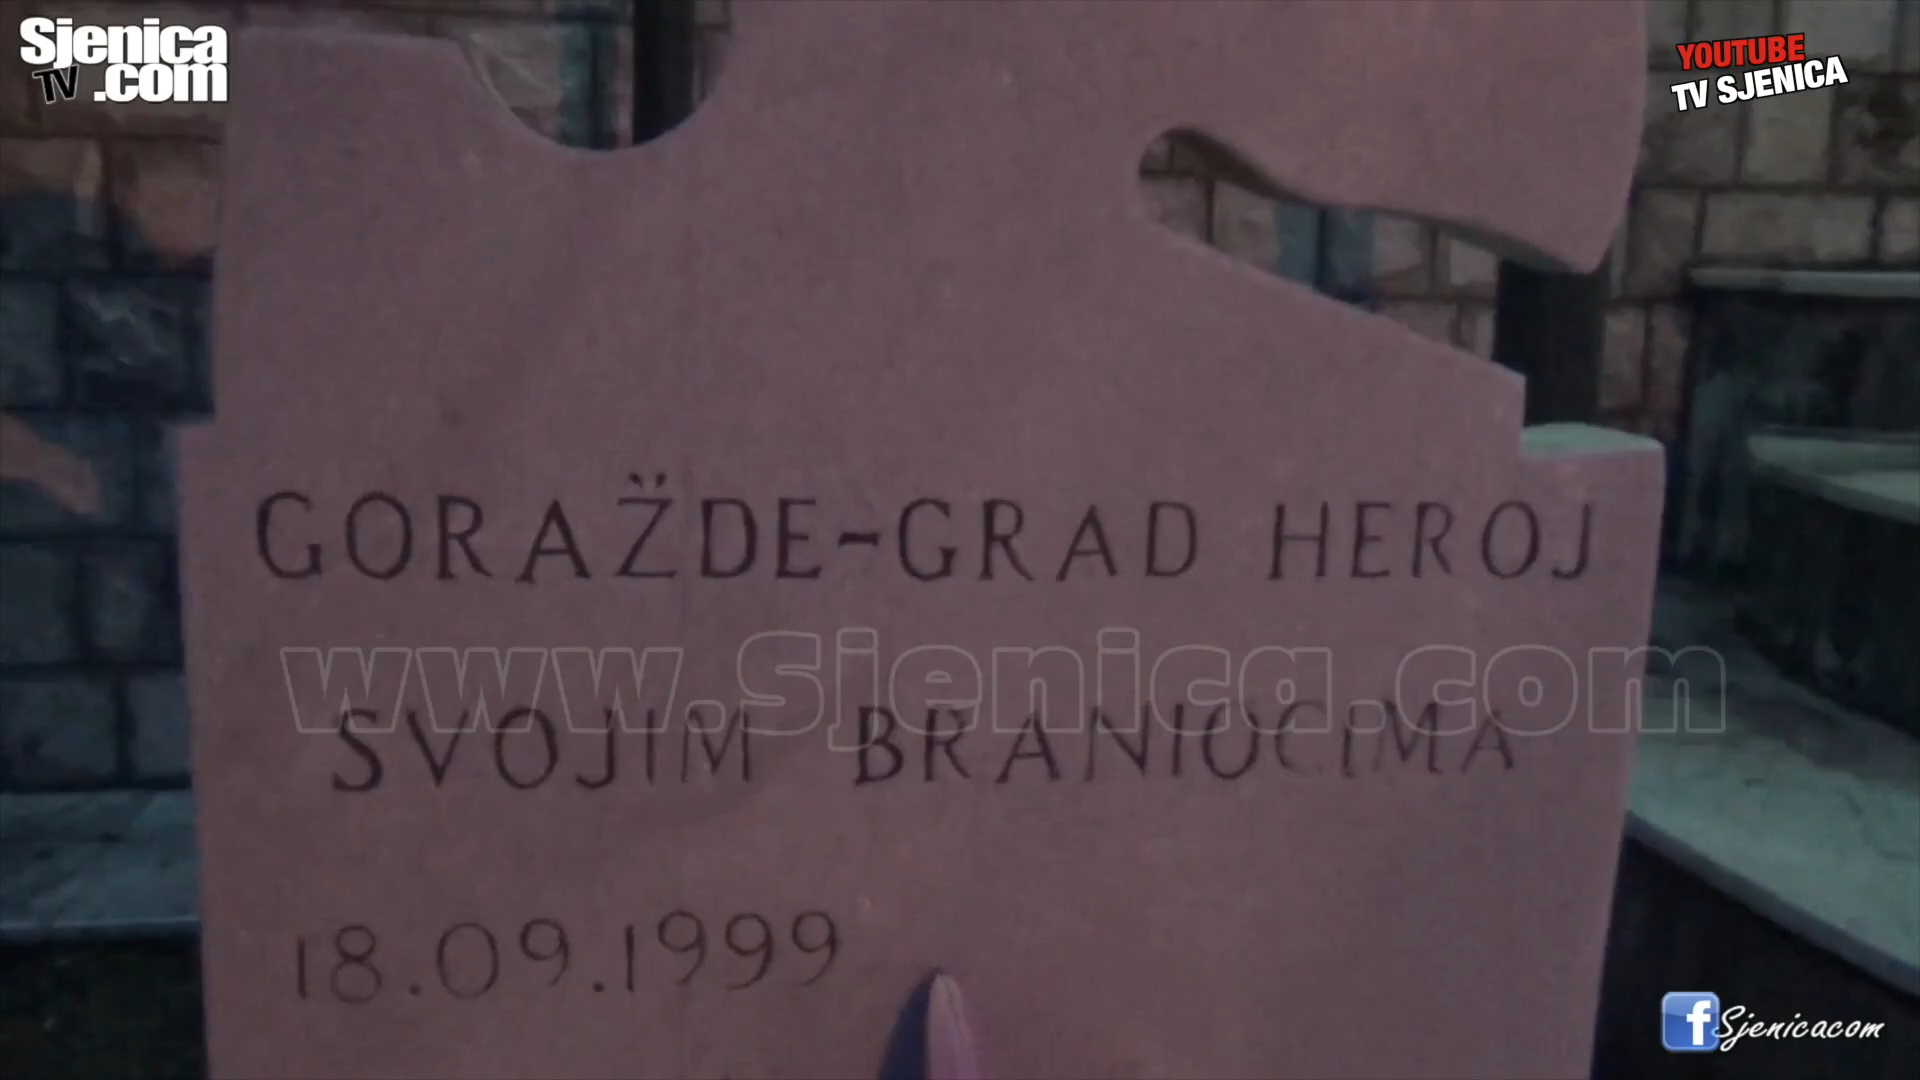 Sjenica
TV .com
YOUTUBE
TV SJENICA
GORAŽDE-GRAD HEROJ
www.sjenica.com
SVOJIM BRANIOCIMA
18.09.1999
Sjenicacom